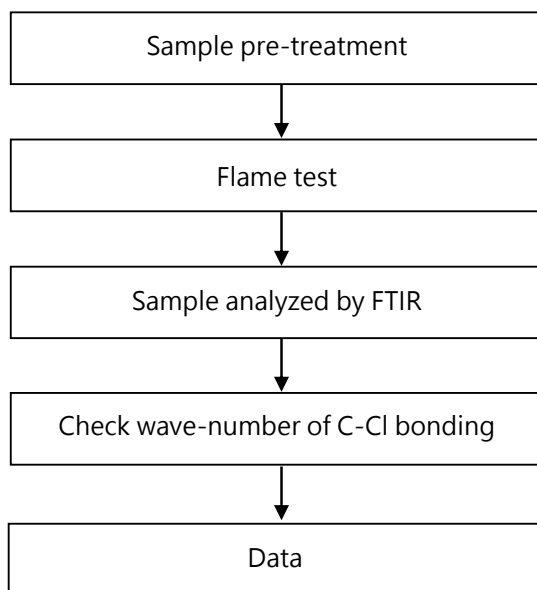 Sample pre-treatment
Flame test
Sample analyzed by FTIR
Check wave-number of C-Cl bonding
Data